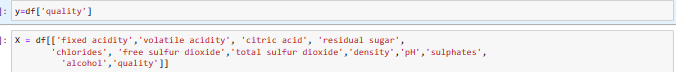 ]: y=df['quality']
]: X = df[['fixed acidity','volatile acidity', 'citric acid', 'residual sugar',
'chlorides', 'free sulfur dioxide','total sulfur dioxide','density','pH','sulphates',
'alcohol','quality']]